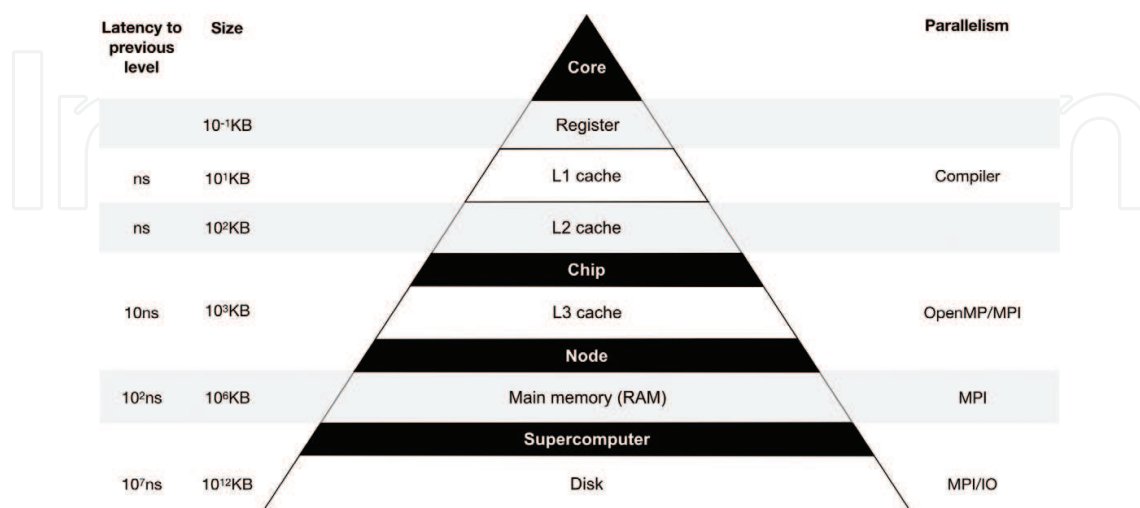 Latency to
previous
level
Size
Parallelism
Core
10⁻¹KB
Register
ns
10¹KB
L1 cache
Compiler
ns
10²KB
L2 cache
Chip
10ns
10³KB
L3 cache
OpenMP/MPI
Node
10²ns
10⁶KB
Main memory (RAM)
MPI
Supercomputer
10⁷ns
10¹²KB
Disk
MPI/IO